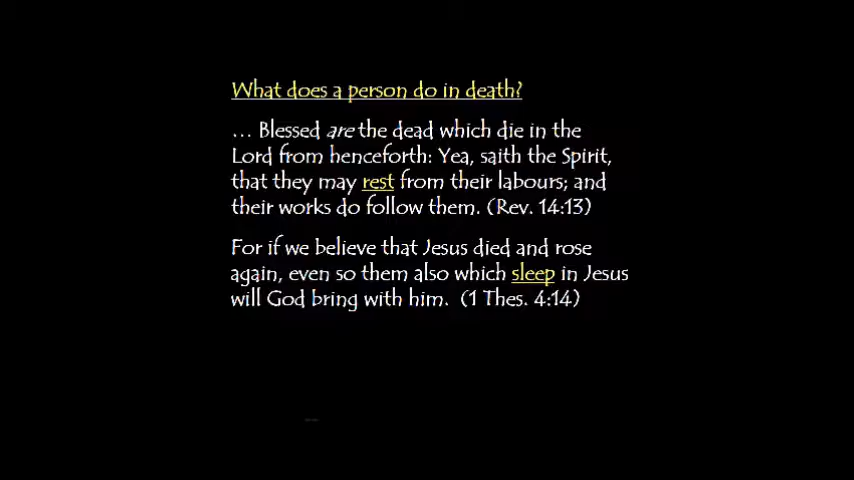 What does a person do in death?
… Blessed are the dead which die in the
Lord from henceforth: Yea, saith the Spirit,
that they may rest from their labours; and
their works do follow them. (Rev. 14:13)
For if we believe that Jesus died and rose
again, even so them also which sleep in Jesus
will God bring with him. (1 Thes. 4:14)